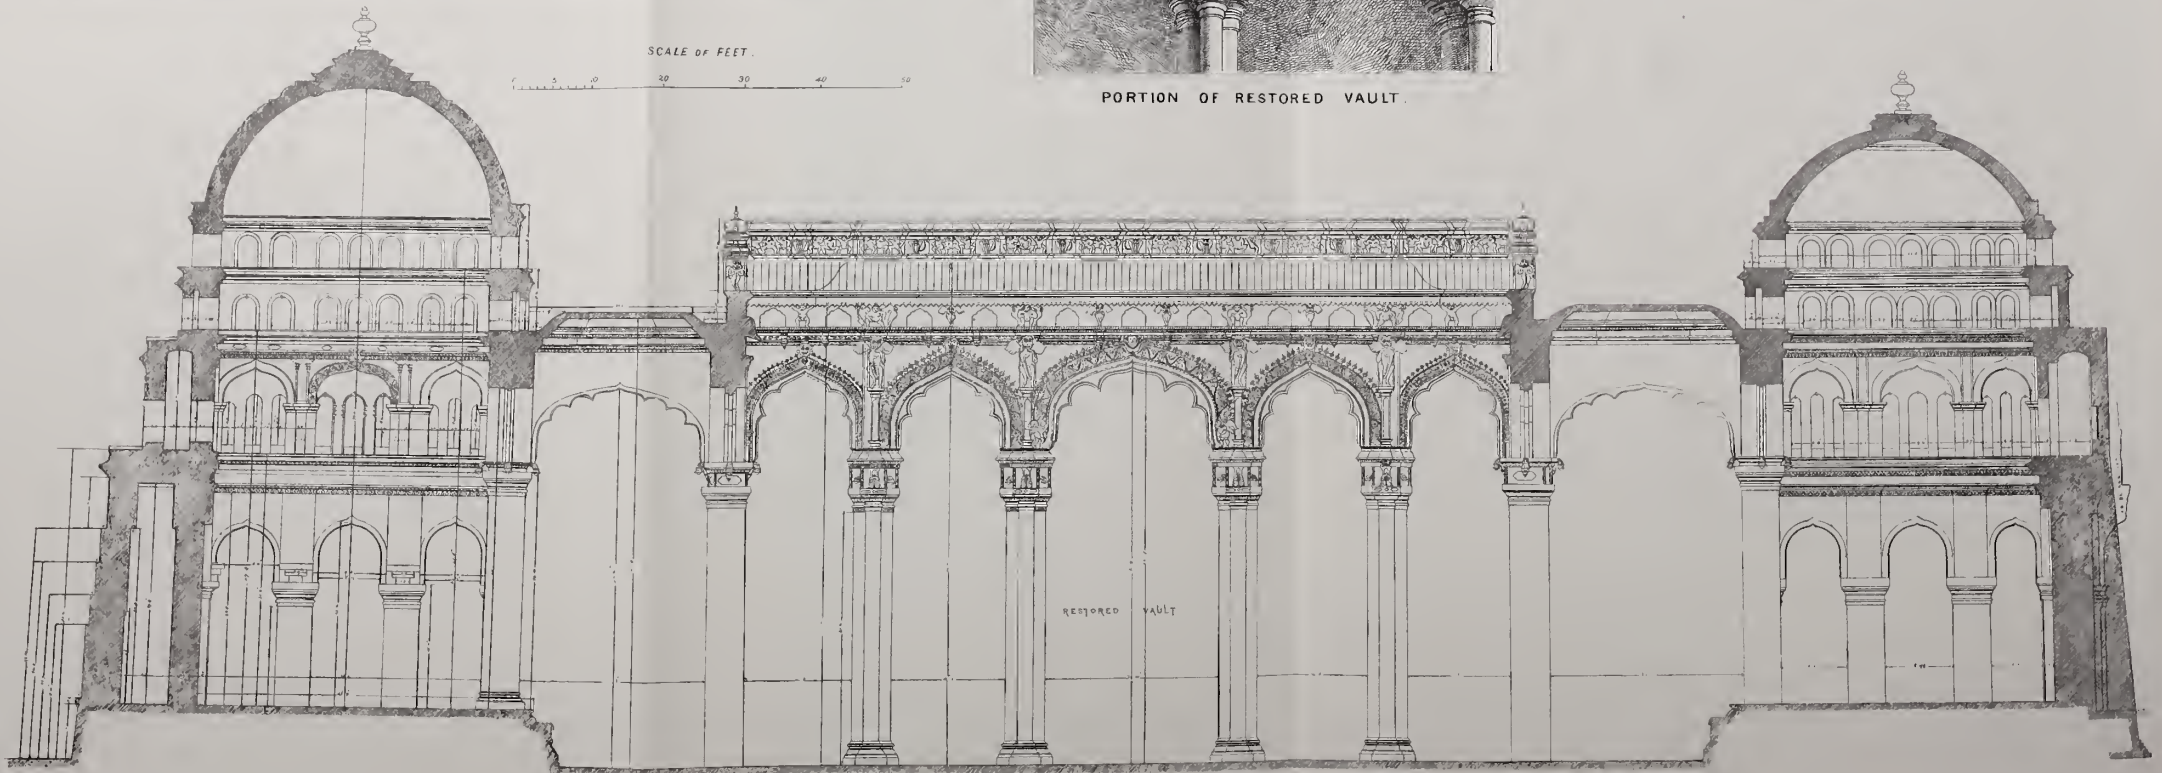 SCALE OF FEET.
5 10 20 30 40 50
PORTION OF RESTORED VAULT.
RESTORED VAULT